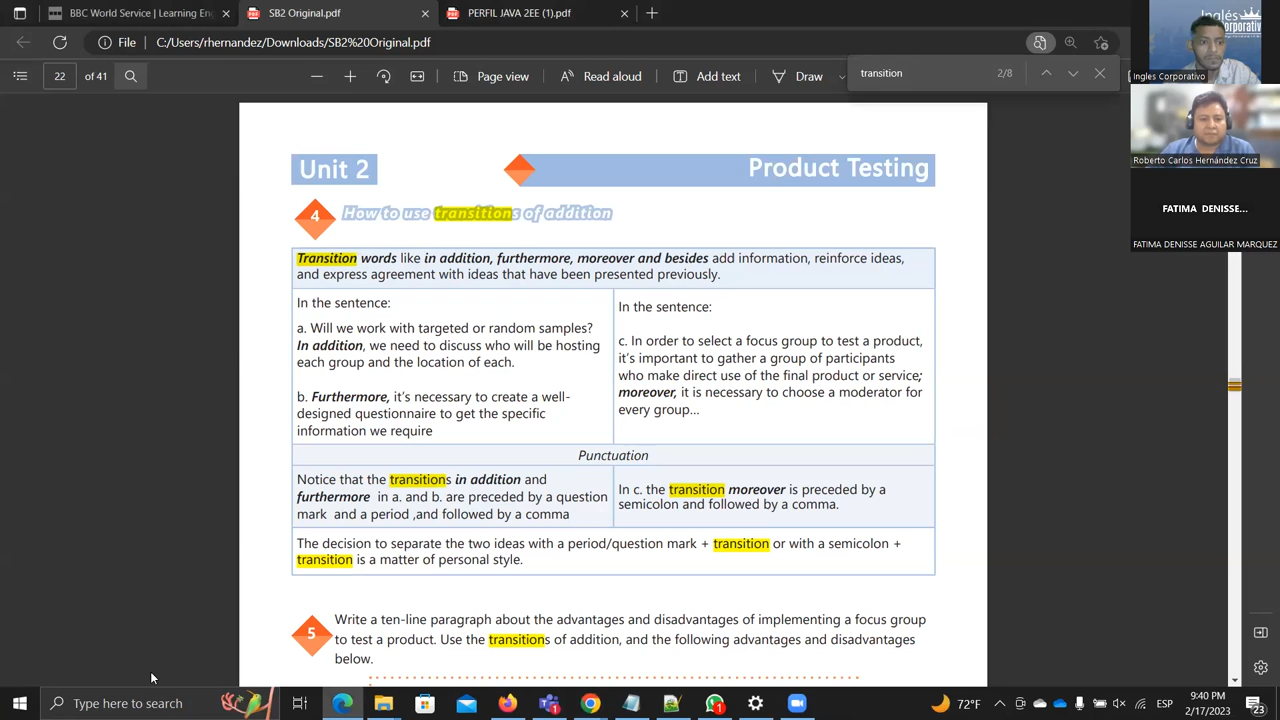 BBC World Service | Learning En
SB2 Original.pdf
PERFIL JAVA 2EE (1).pdf
File
C:/Users/rhernandez/Downloads/SB2%20Original.pdf
22 of 41
Page view
Read aloud
Add text
Draw
transition
2/8
Inglés
Corporativo
Ingles Corporativo
Roberto Carlos Hernández Cruz
FATIMA DENISSE...
FATIMA DENISSE AGUILAR MARQUEZ
Unit 2
Product Testing
4
How to use transitions of addition
Transition words like in addition, furthermore, moreover and besides add information, reinforce ideas,
and express agreement with ideas that have been presented previously.
In the sentence:
a. Will we work with targeted or random samples?
In addition, we need to discuss who will be hosting
each group and the location of each.
b. Furthermore, it's necessary to create a well-
designed questionnaire to get the specific
information we require
In the sentence:
c. In order to select a focus group to test a product,
it's important to gather a group of participants
who make direct use of the final product or service;
moreover, it is necessary to choose a moderator for
every group...
Punctuation
Notice that the transitions in addition and
furthermore in a. and b. are preceded by a question
mark and a period ,and followed by a comma
In c. the transition moreover is preceded by a
semicolon and followed by a comma.
The decision to separate the two ideas with a period/question mark + transition or with a semicolon +
transition is a matter of personal style.
5
Write a ten-line paragraph about the advantages and disadvantages of implementing a focus group
to test a product. Use the transitions of addition, and the following advantages and disadvantages
below.
Type here to search
1
72°F
ESP
9:40 PM
2/17/2023
23